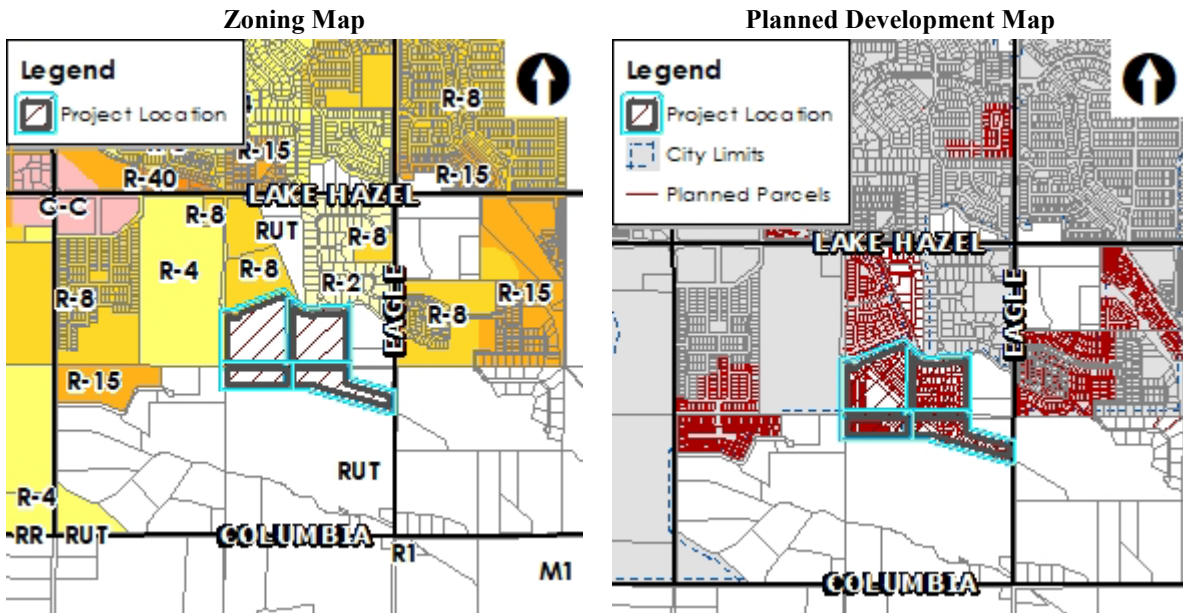 Zoning Map
Legend
Project Location
R-8
R-15
R-15
R-40
LAKE HAZEL
C-C
R-8
RUT
R-8
R-4
R-8
R-2
EAGLE
R-8
R-15
R-8
R-15
RUT
R-4
RR
RUT
COLUMBIA
R1
M1
Planned Development Map
Legend
Project Location
City Limits
Planned Parcels
LAKE HAZEL
EAGLE
COLUMBIA